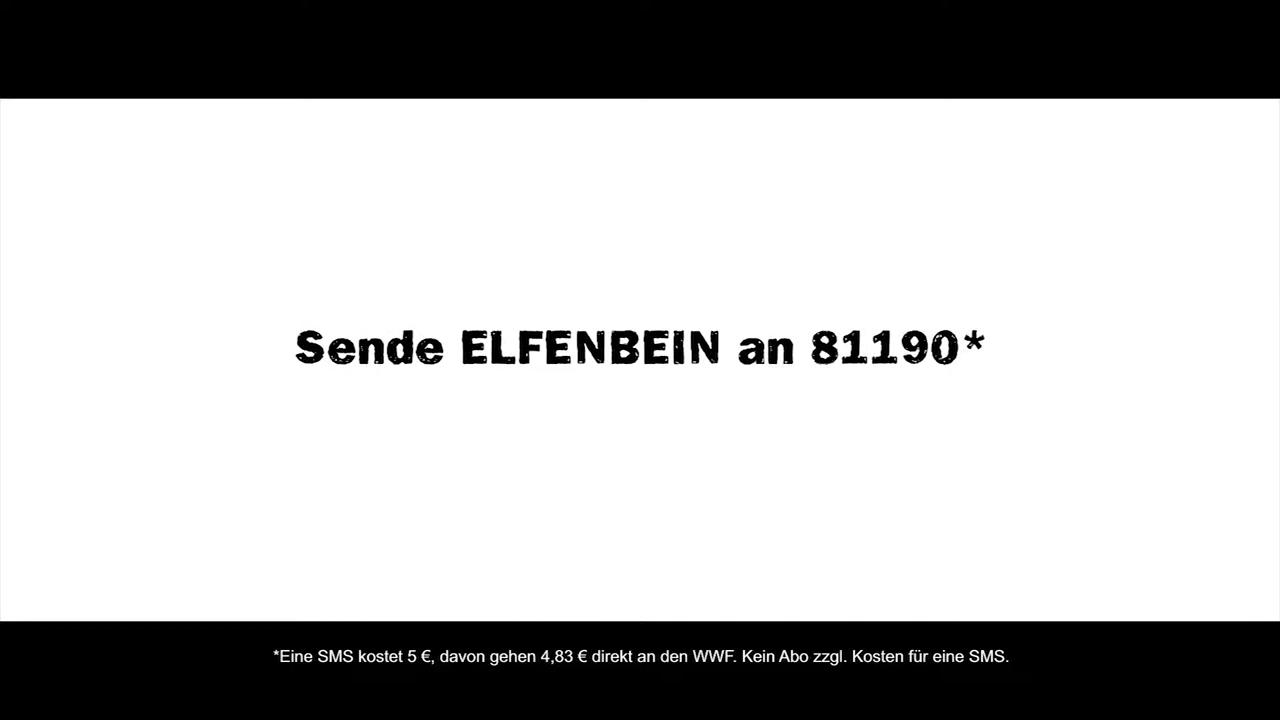 Sende ELFENBEIN an 81190*
*Eine SMS kostet 5 €, davon gehen 4,83 € direkt an den WWF. Kein Abo zzgl. Kosten für eine SMS.